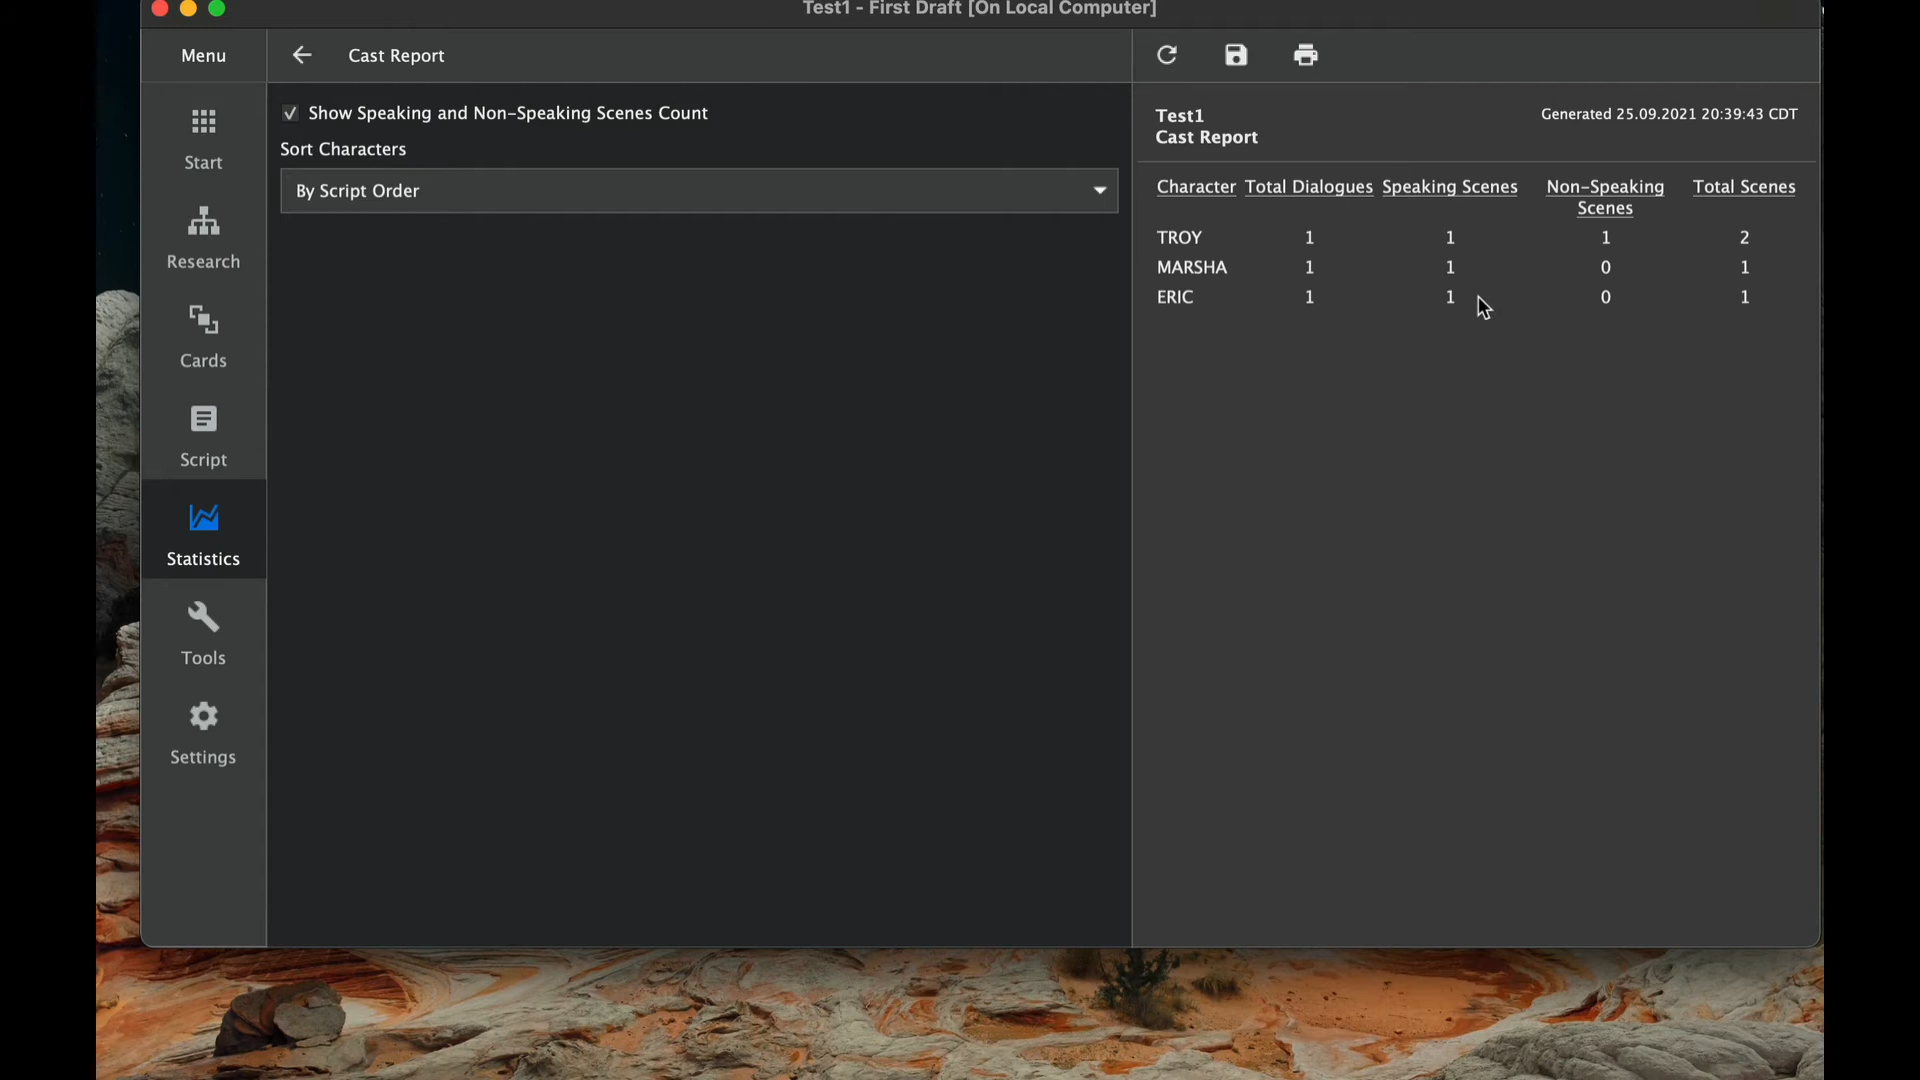 Test1 - First Draft [On Local Computer]
Menu
Cast Report
Start
Research
Cards
Script
Statistics
Tools
Settings
Show Speaking and Non-Speaking Scenes Count
Sort Characters
By Script Order
Test1
Cast Report
Generated 25.09.2021 20:39:43 CDT
Character Total Dialogues Speaking Scenes Non-Speaking Scenes Total Scenes
TROY 1 1 1 2
MARSHA 1 1 0 1
ERIC 1 1 0 1